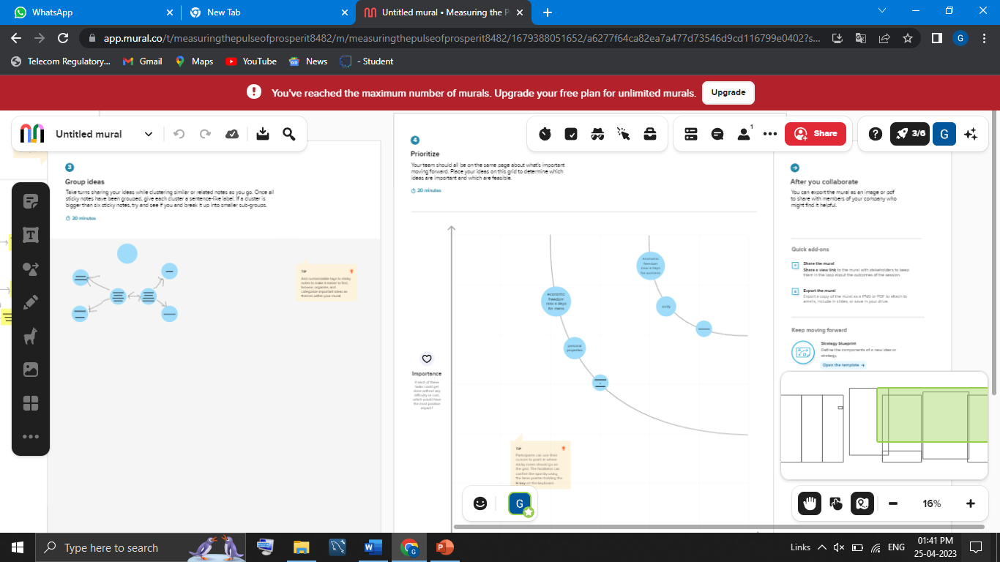 WhatsApp
New Tab
Untitled mural • Measuring the P
app.mural.co/t/measuringthepulseofprosperit8482/m/measuringthepulseofprosperit8482/1679388051652/a6277f64ca82ea7a477d73546d9cd116799e0402?s...
G
Telecom Regulatory...
Gmail
Maps
YouTube
News
- Student
You've reached the maximum number of murals. Upgrade your free plan for unlimited murals.
Upgrade
Untitled mural
1
Share
3/6
G
3
Group ideas
Take turns sharing your ideas while clustering similar or related notes as you go. Once all
sticky notes have been grouped, give each cluster a sentence-like label. If a cluster is
bigger than six sticky notes, try and see if you and break it up into smaller sub-groups.
20 minutes
TIP
Add customizable tags to sticky
notes to make it easier to find,
browse, organize, and
categorize important ideas as
themes within your mural.
4
Prioritize
Your team should all be on the same page about what's important
moving forward. Place your ideas on this grid to determine which
ideas are important and which are feasible.
20 minutes
economic
freedom
now a days
for mens
personal
properties
economic
freedom
now a days
for womens
Importance
If each of these
tasks could get
done without any
difficulty or cost,
which would have
the most positive
impact?
TIP
Participants can use their
cursors to point at where
sticky notes should go on
the grid. The facilitator can
confirm the spot by using
the laser pointer holding the
H key on the keyboard.
After you collaborate
You can export the mural as an image or pdf
to share with members of your company who
might find it helpful.
Quick add-ons
Share the mural
Share a view link to the mural with stakeholders to keep
them in the loop about the outcomes of the session.
Export the mural
Export a copy of the mural as a PNG or PDF to attach to
emails, include in slides, or save in your drive.
Keep moving forward
Strategy blueprint
Define the components of a new idea or
strategy.
Open the template
G
16%
Type here to search
Links
ENG
01:41 PM
25-04-2023